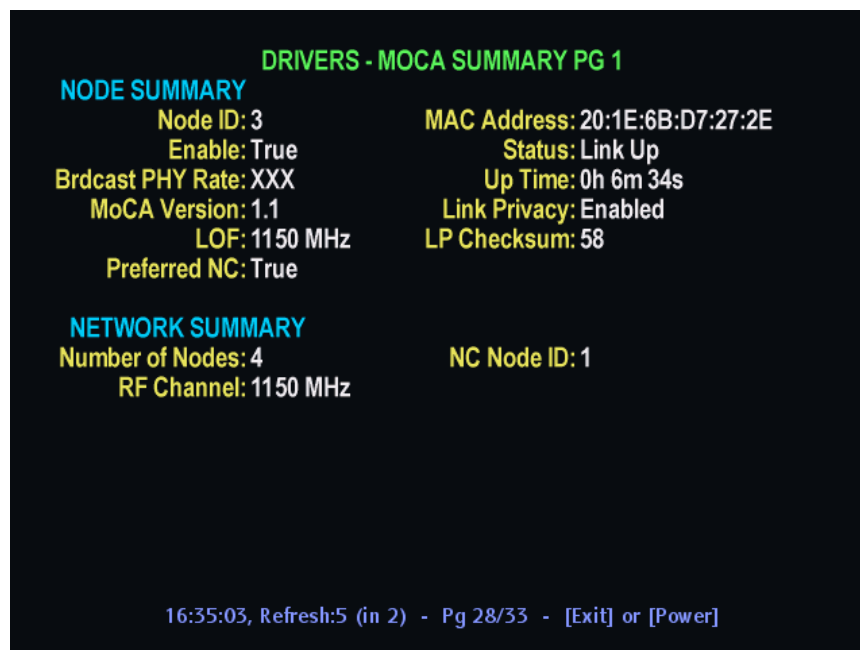 DRIVERS - MOCA SUMMARY PG 1
NODE SUMMARY
Node ID: 3 MAC Address: 20:1E:6B:D7:27:2E
Enable: True Status: Link Up
Brdcast PHY Rate: XXX Up Time: 0h 6m 34s
MoCA Version: 1.1 Link Privacy: Enabled
LOF: 1150 MHz LP Checksum: 58
Preferred NC: True
NETWORK SUMMARY
Number of Nodes: 4 NC Node ID: 1
RF Channel: 1150 MHz
16:35:03, Refresh:5 (in 2) - Pg 28/33 - [Exit] or [Power]